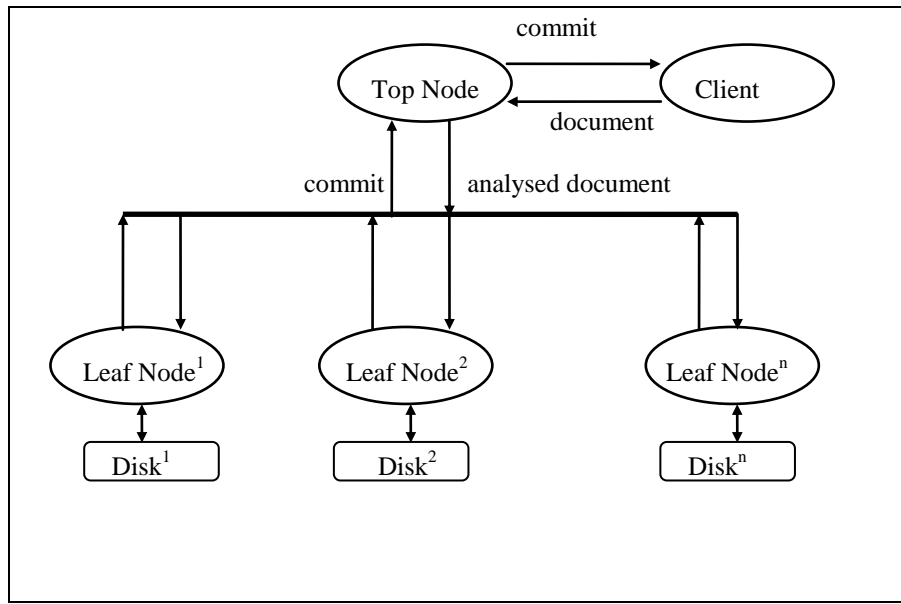 commit
Top Node
Client
document
commit
analysed document
Leaf Node¹
Leaf Node²
Leaf Nodeⁿ
Disk¹
Disk²
Diskⁿ